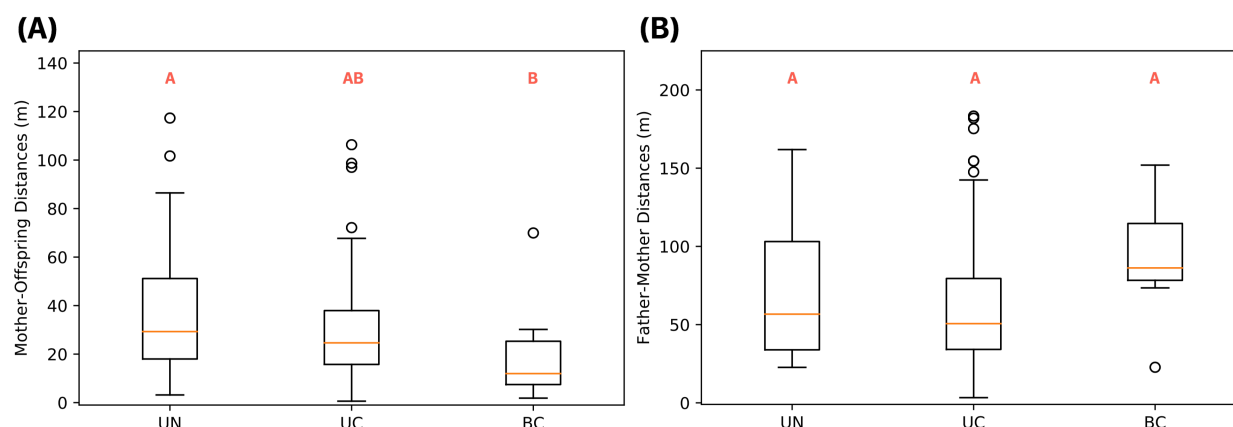 (A)
Mother-Offspring Distances (m)
140
120
100
80
60
40
20
0
A
AB
B
UN
UC
BC
(B)
Father-Mother Distances (m)
200
150
100
50
0
A
A
A
UN
UC
BC